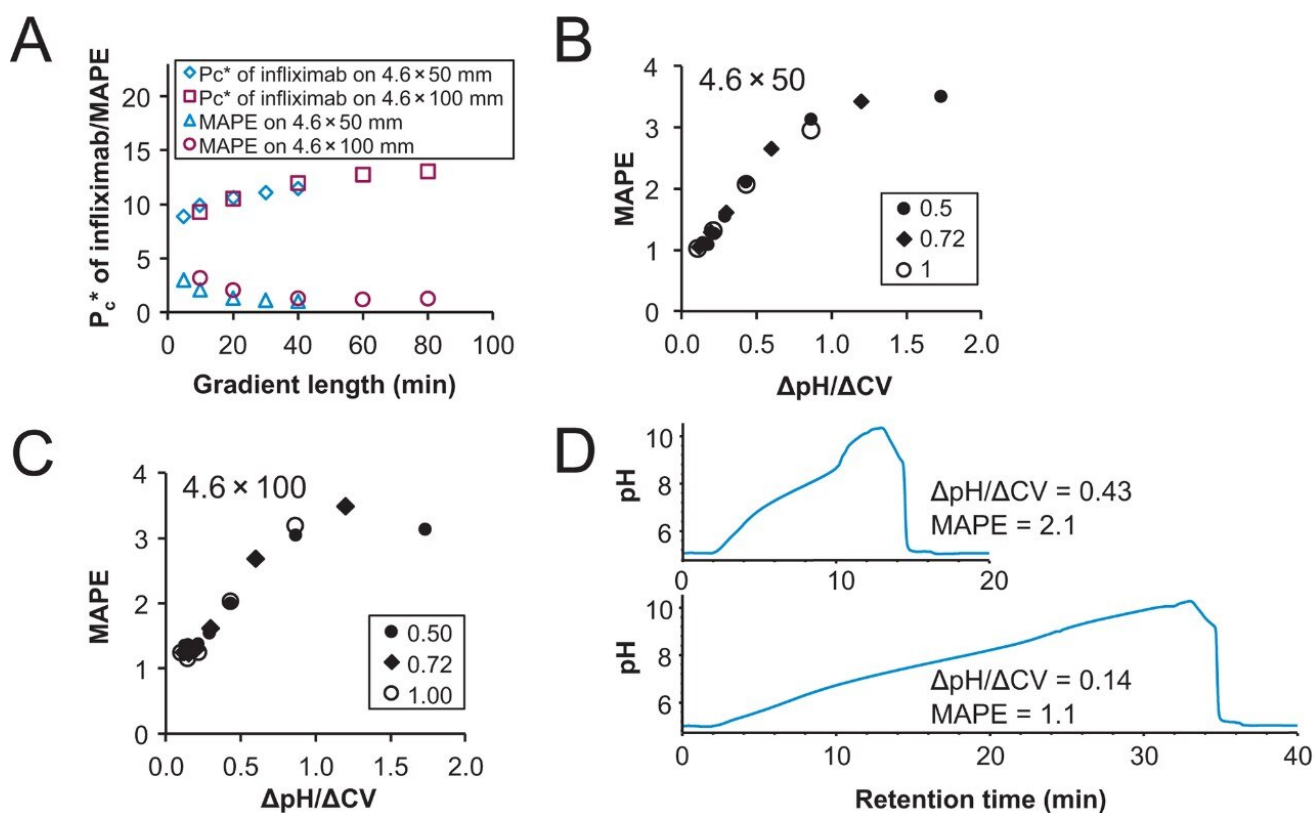 A
Pc* of infliximab/MAPE
20
15
10
5
0
Pc* of infliximab on 4.6 × 50 mm
Pc* of infliximab on 4.6 × 100 mm
MAPE on 4.6 × 50 mm
MAPE on 4.6 × 100 mm
0 20 40 60 80 100
Gradient length (min)
B
4.6 × 50
MAPE
4
3
2
1
0
0.5
0.72
1
0.0 0.5 1.0 1.5 2.0
ΔpH/ΔCV
C
4.6 × 100
MAPE
4
3
2
1
0
0.50
0.72
1.00
0.0 0.5 1.0 1.5 2.0
ΔpH/ΔCV
D
pH
10
8
6
ΔpH/ΔCV = 0.43
MAPE = 2.1
0 10 20
pH
10
8
6
ΔpH/ΔCV = 0.14
MAPE = 1.1
0 10 20 30 40
Retention time (min)